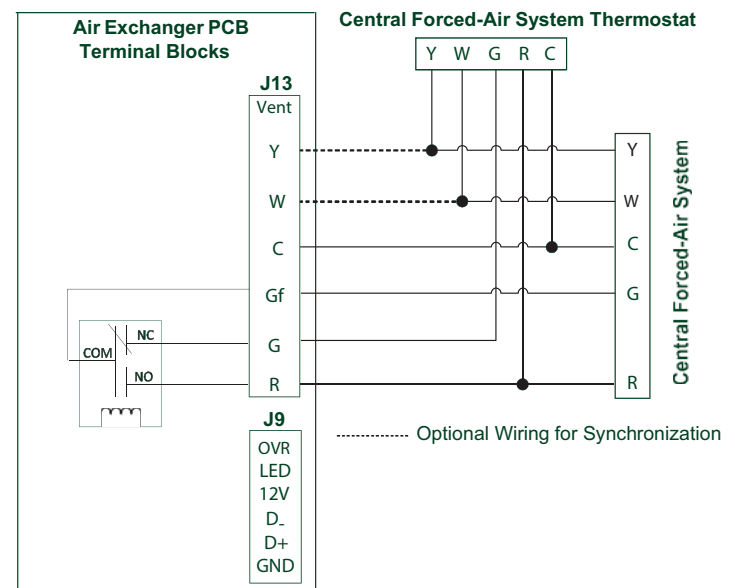 Air Exchanger PCB
Terminal Blocks
Central Forced-Air System Thermostat
Y W G R C
J13
Vent
Y
W
C
Gf
G
R
NC
COM
NO
J9
OVR
LED
12V
D_
D+
GND
Y
W
C
G
R
Central Forced-Air System
Optional Wiring for Synchronization